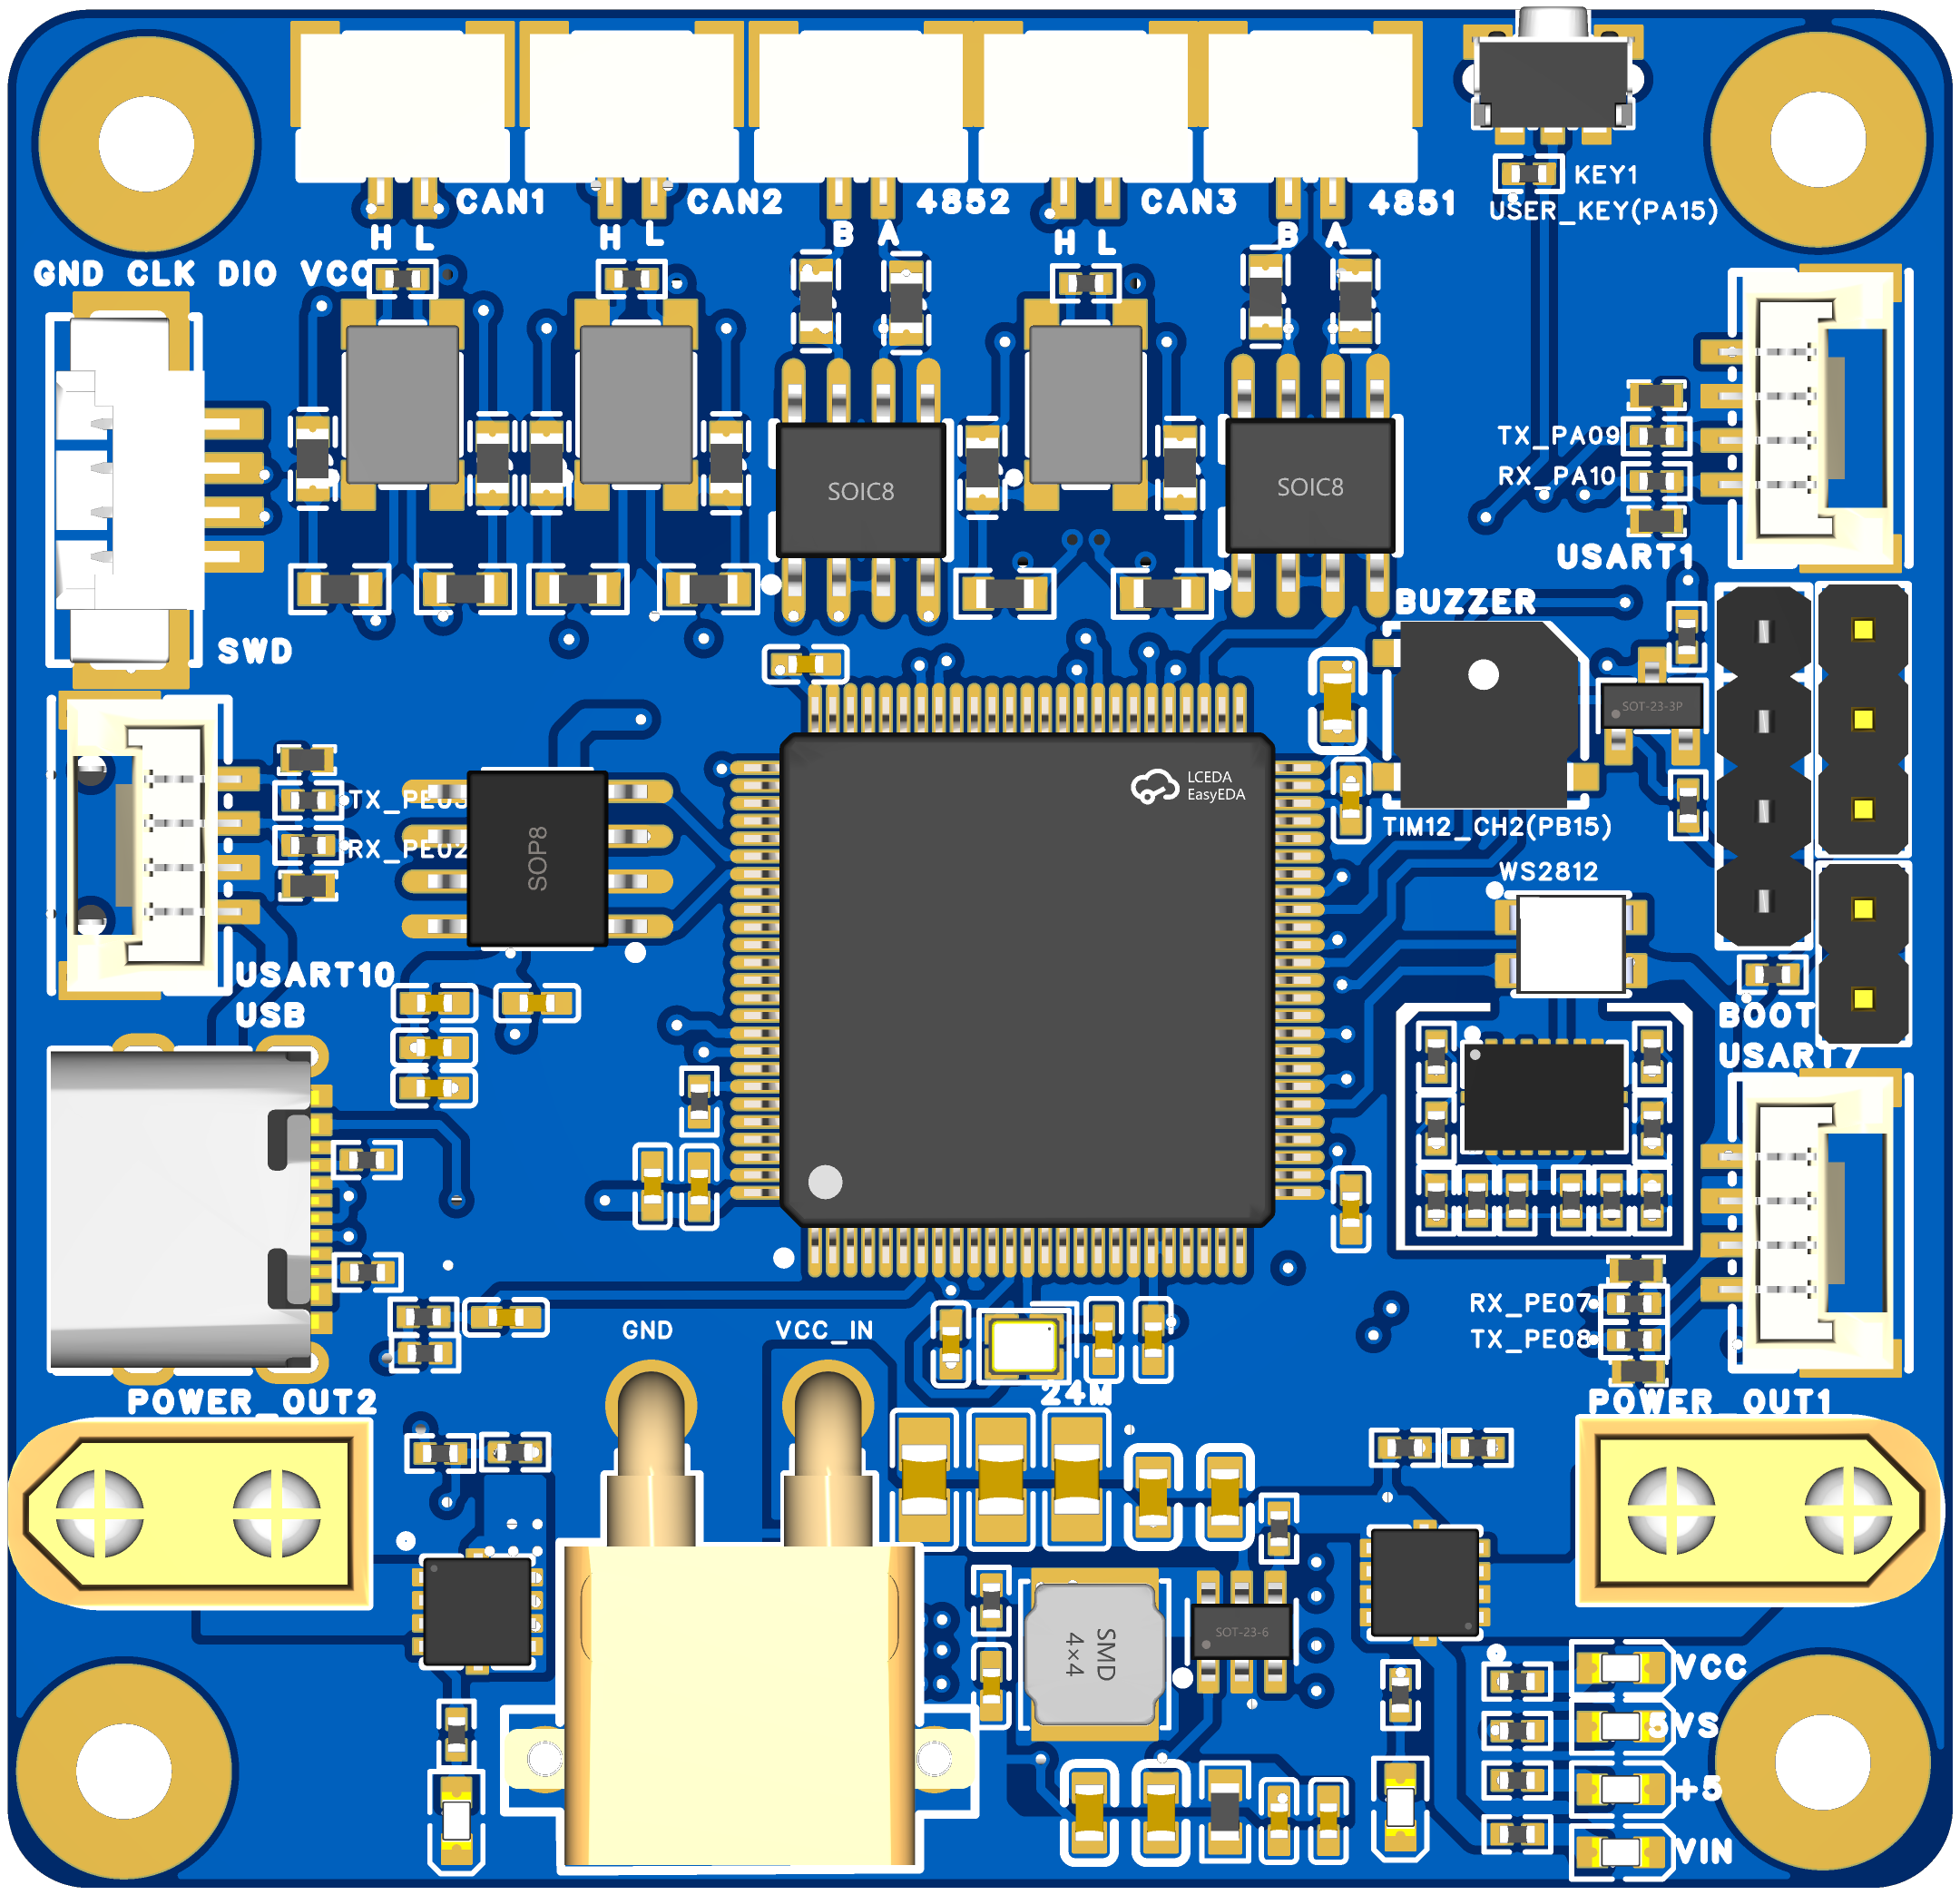 KEY1
USER_KEY(PA15)
CAN1
CAN2
4852
CAN3
4851
H L
H L
B A
H L
B A
GND CLK DIO VCC
TX_PA09
RX_PA10
SOIC8
SOIC8
USART1
BUZZER
SWD
SOT-23-3P
LCEDA
EasyEDA
TX_PE03
RX_PE02
SOP8
TIM12_CH2(PB15)
WS2812
USART10
USB
BOOT
USART7
RX_PE07
TX_PE08
GND
VCC_IN
24M
POWER_OUT2
POWER OUT1
SMD
4×4
SOT-23-6
VCC
5VS
+5
VIN